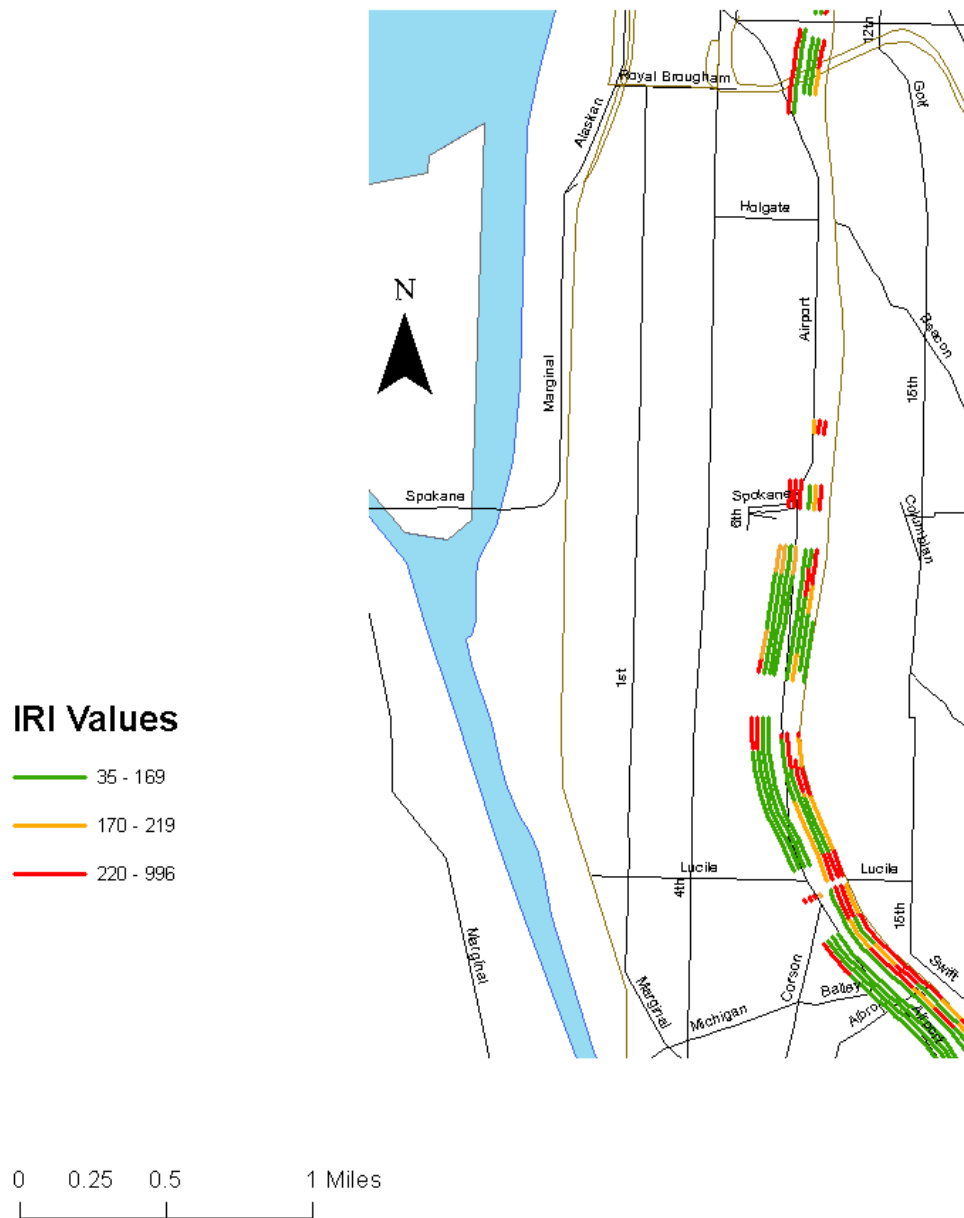 12th
Royal Brougham
Golf
Alaskan
Holgate
N
Airport
Beacon
Marginal
15th
Spokane
Spokane
6th
Columbian
1st
IRI Values
35 - 169
170 - 219
220 - 996
Lucile
Lucile
4th
15th
Marginal
Corson
Swift
Bailey
Marginal
Michigan
Albro
Airport
0 0.25 0.5 1 Miles